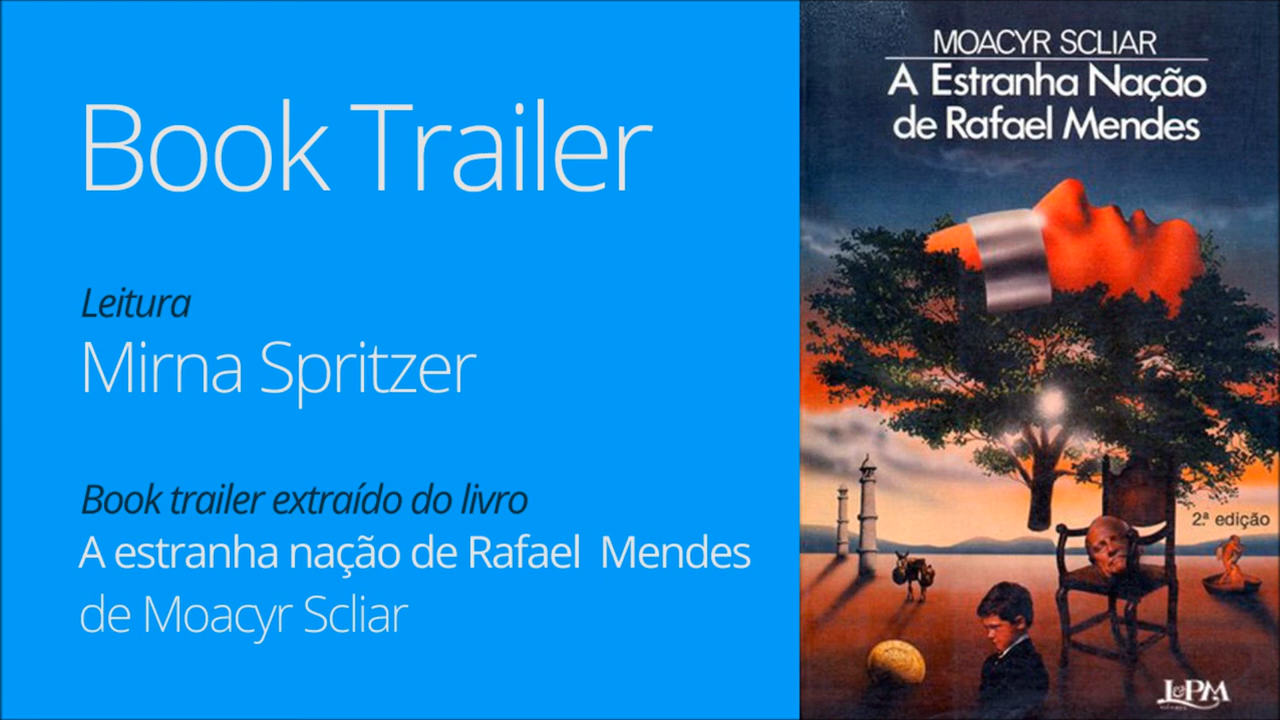 Book Trailer
Leitura
Mirna Spritzer
Book trailer extraído do livro
A estranha nação de Rafael Mendes
de Moacyr Scliar
MOACYR SCLIAR
A Estranha Nação
de Rafael Mendes
2ª edição
L&PM